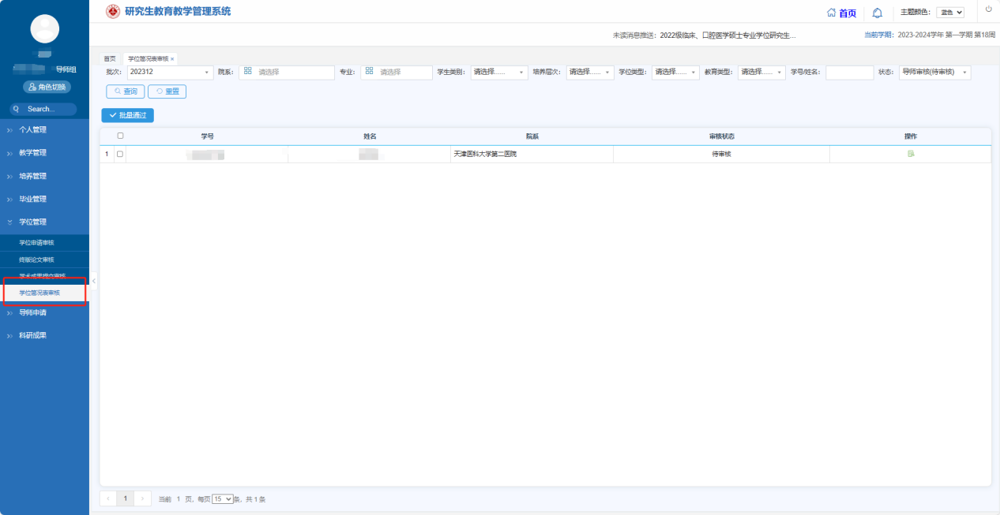 研究生教育教学管理系统
首页
主题颜色: 蓝色
未读消息推送: 2022级临床、口腔医学硕士专业学位研究生...
当前学期: 2023-2024学年 第一学期 第18周
导师组
角色切换
Search...
个人管理
教学管理
培养管理
毕业管理
学位管理
学位申请审核
终版论文审核
学术成果提交审核
学位简况表审核
导师申请
科研成果
首页 学位简况表审核 ×
批次: 202312 院系: 请选择 专业: 请选择 学生类别: 请选择...... 培养层次: 请选择...... 学位类型: 请选择...... 教育类型: 请选择...... 学号/姓名: 状态: 导师审核(待审核)
查询 重置
批量通过
学号 姓名 院系 审核状态 操作
1 天津医科大学第二医院 待审核
‹ 1 › 当前 1 页, 每页 15 条, 共 1 条